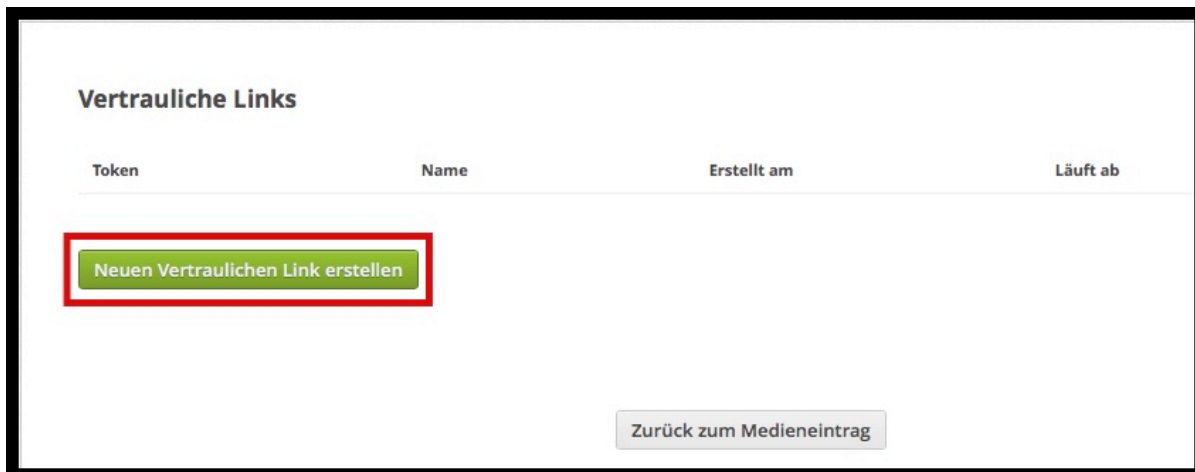 Vertrauliche Links
Token Name Erstellt am Läuft ab
Neuen Vertraulichen Link erstellen
Zurück zum Medieneintrag